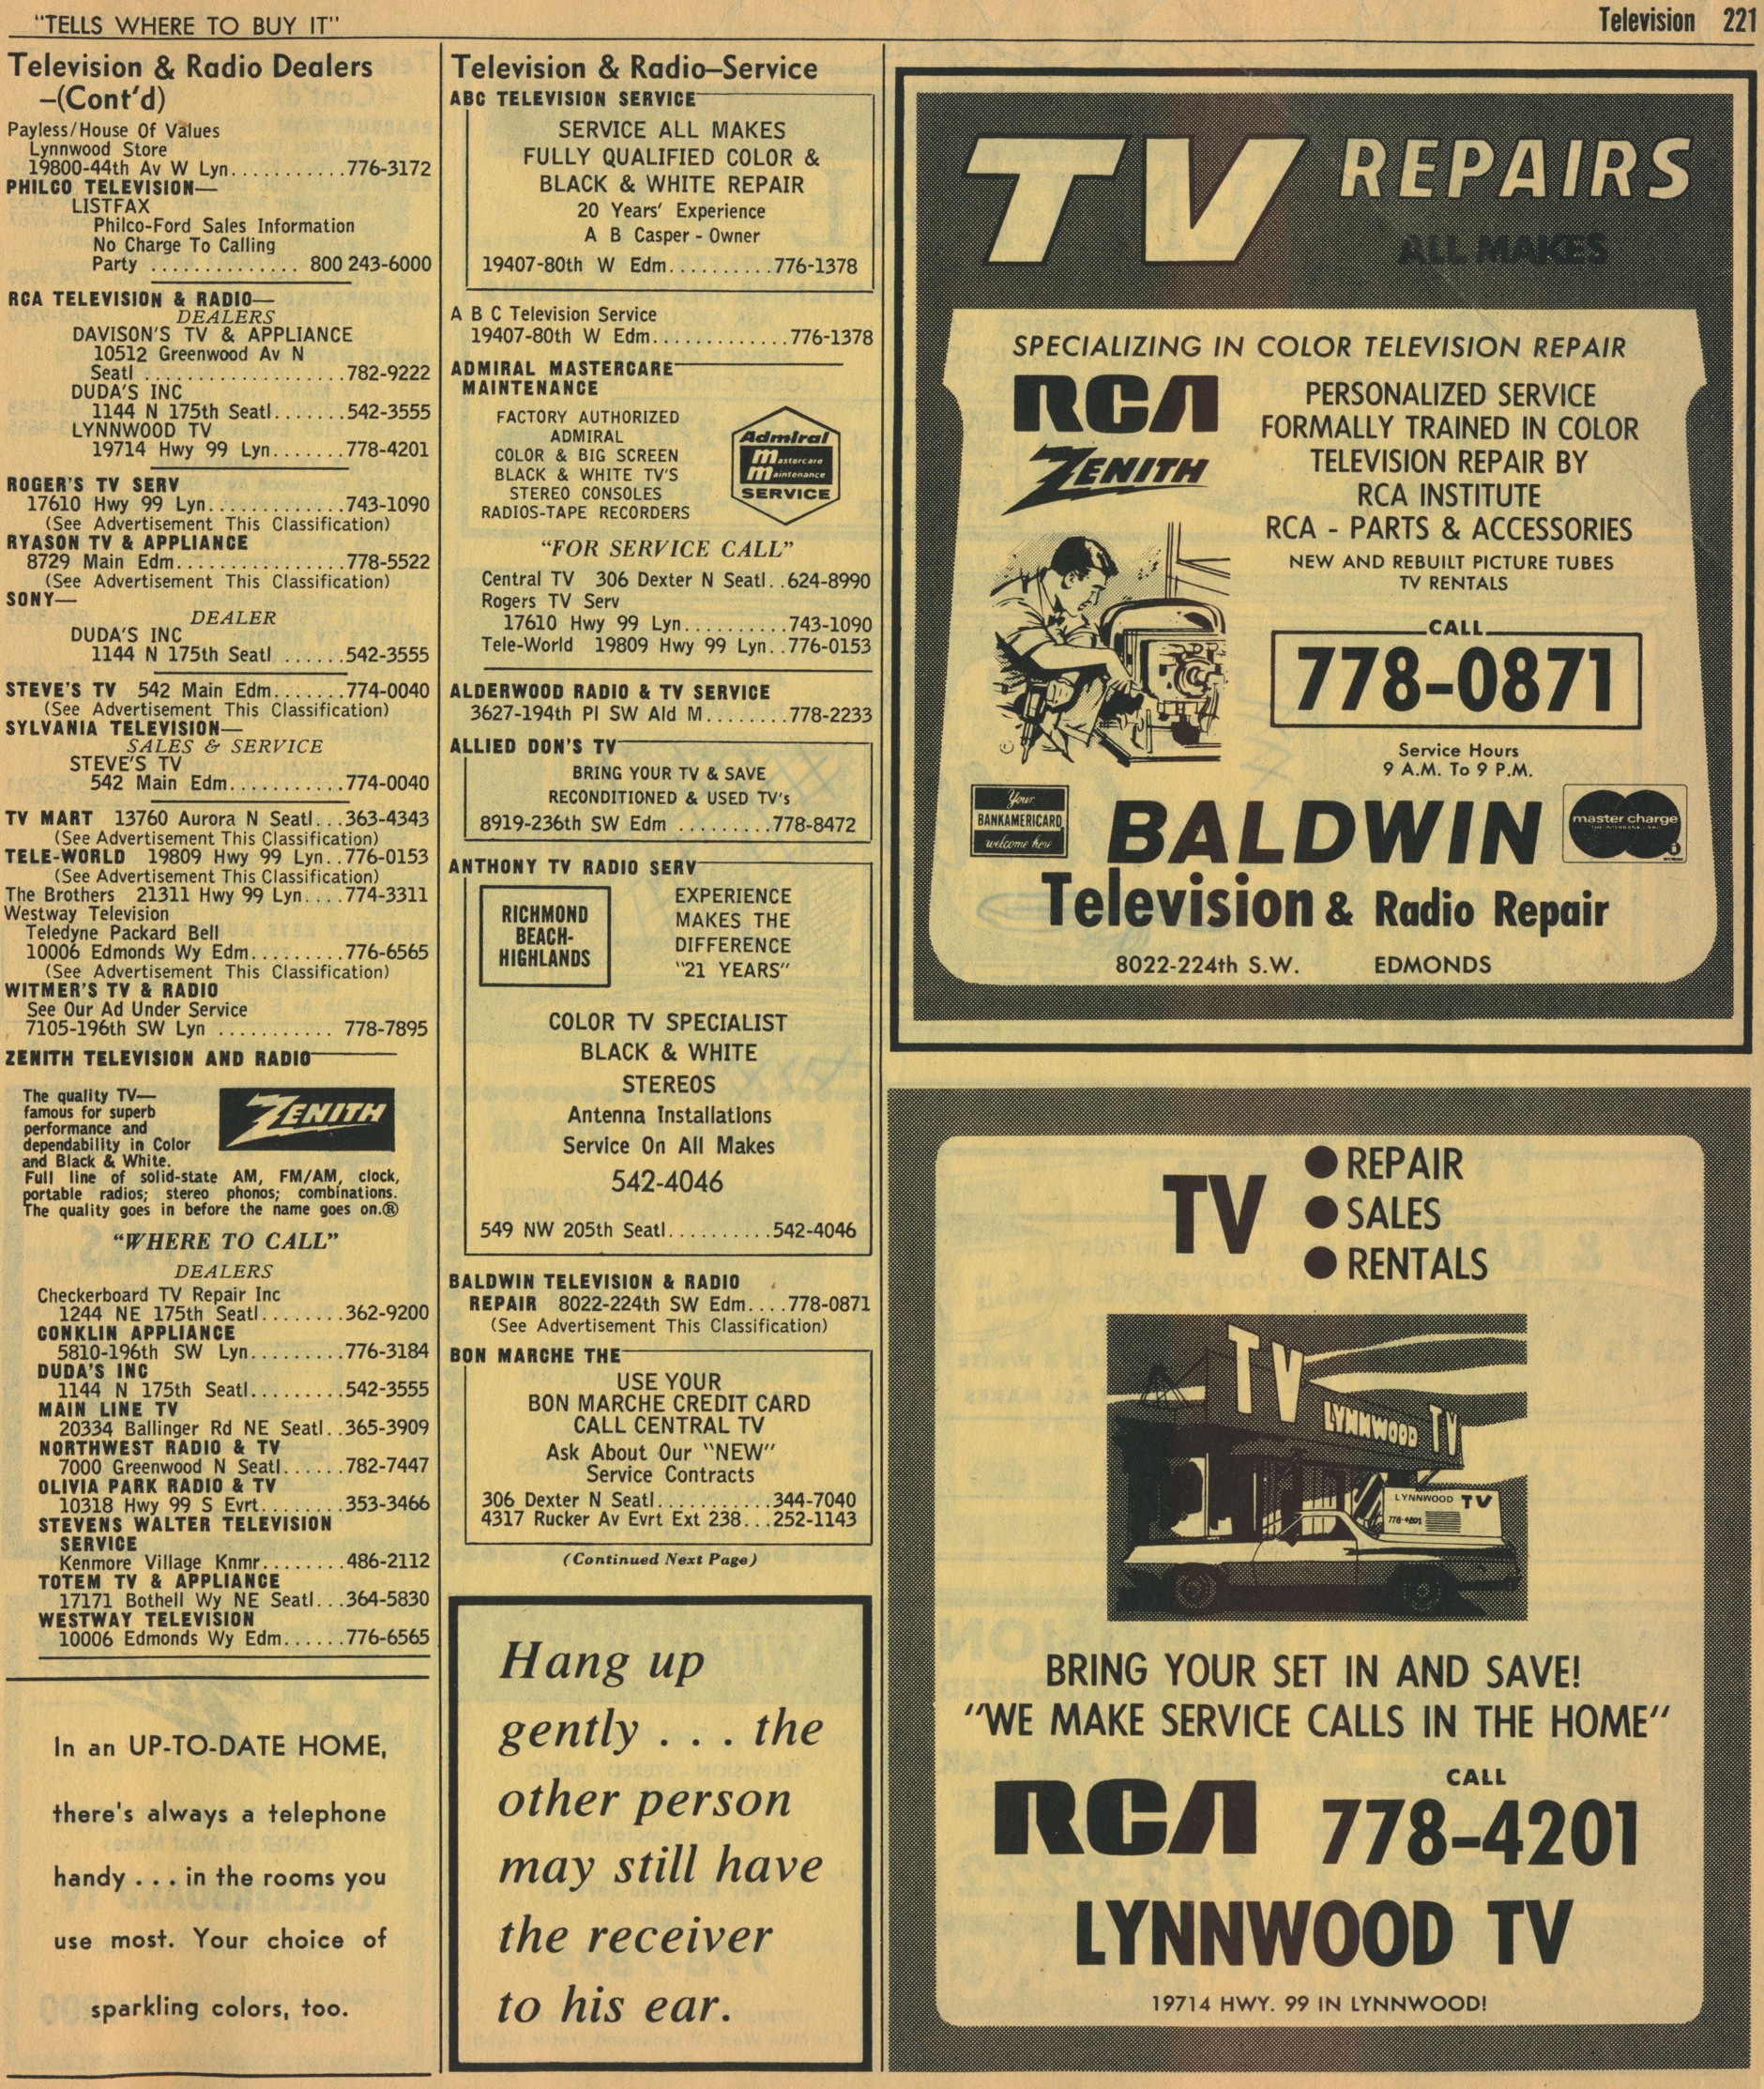 "TELLS WHERE TO BUY IT"
Television 221
Television & Radio Dealers
–(Cont'd)
Payless/House Of Values
Lynnwood Store
19800-44th Av W Lyn...........776-3172
PHILCO TELEVISION—
LISTFAX
Philco-Ford Sales Information
No Charge To Calling
Party .............. 800 243-6000
RCA TELEVISION & RADIO—
DEALERS
DAVISON'S TV & APPLIANCE
10512 Greenwood Av N
Seatl ...................782-9222
DUDA'S INC
1144 N 175th Seatl.......542-3555
LYNNWOOD TV
19714 Hwy 99 Lyn.......778-4201
ROGER'S TV SERV
17610 Hwy 99 Lyn.............743-1090
(See Advertisement This Classification)
RYASON TV & APPLIANCE
8729 Main Edm................778-5522
(See Advertisement This Classification)
SONY—
DEALER
DUDA'S INC
1144 N 175th Seatl ......542-3555
STEVE'S TV 542 Main Edm.......774-0040
(See Advertisement This Classification)
SYLVANIA TELEVISION—
SALES & SERVICE
STEVE'S TV
542 Main Edm...........774-0040
TV MART 13760 Aurora N Seatl...363-4343
(See Advertisement This Classification)
TELE-WORLD 19809 Hwy 99 Lyn..776-0153
(See Advertisement This Classification)
The Brothers 21311 Hwy 99 Lyn....774-3311
Westway Television
Teledyne Packard Bell
10006 Edmonds Wy Edm.........776-6565
(See Advertisement This Classification)
WITMER'S TV & RADIO
See Our Ad Under Service
7105-196th SW Lyn ........... 778-7895
ZENITH TELEVISION AND RADIO
The quality TV—
famous for superb
performance and
dependability in Color
and Black & White.
ZENITH
Full line of solid-state AM, FM/AM, clock,
portable radios; stereo phonos; combinations.
The quality goes in before the name goes on.®
"WHERE TO CALL"
DEALERS
Checkerboard TV Repair Inc
1244 NE 175th Seatl........362-9200
CONKLIN APPLIANCE
5810-196th SW Lyn.........776-3184
DUDA'S INC
1144 N 175th Seatl.........542-3555
MAIN LINE TV
20334 Ballinger Rd NE Seatl..365-3909
NORTHWEST RADIO & TV
7000 Greenwood N Seatl......782-7447
OLIVIA PARK RADIO & TV
10318 Hwy 99 S Evrt........353-3466
STEVENS WALTER TELEVISION
SERVICE
Kenmore Village Knmr.......486-2112
TOTEM TV & APPLIANCE
17171 Bothell Wy NE Seatl...364-5830
WESTWAY TELEVISION
10006 Edmonds Wy Edm......776-6565
In an UP-TO-DATE HOME,
there's always a telephone
handy . . . in the rooms you
use most. Your choice of
sparkling colors, too.
Television & Radio–Service
ABC TELEVISION SERVICE
SERVICE ALL MAKES
FULLY QUALIFIED COLOR &
BLACK & WHITE REPAIR
20 Years' Experience
A B Casper - Owner
19407-80th W Edm..........776-1378
A B C Television Service
19407-80th W Edm.............776-1378
ADMIRAL MASTERCARE
MAINTENANCE
FACTORY AUTHORIZED
ADMIRAL
COLOR & BIG SCREEN
BLACK & WHITE TV'S
STEREO CONSOLES
RADIOS-TAPE RECORDERS
Admiral
Mastercare
Maintenance
SERVICE
"FOR SERVICE CALL"
Central TV 306 Dexter N Seatl..624-8990
Rogers TV Serv
17610 Hwy 99 Lyn..........743-1090
Tele-World 19809 Hwy 99 Lyn..776-0153
ALDERWOOD RADIO & TV SERVICE
3627-194th Pl SW Ald M........778-2233
ALLIED DON'S TV
BRING YOUR TV & SAVE
RECONDITIONED & USED TV's
8919-236th SW Edm .........778-8472
ANTHONY TV RADIO SERV
RICHMOND
BEACH-
HIGHLANDS
EXPERIENCE
MAKES THE
DIFFERENCE
"21 YEARS"
COLOR TV SPECIALIST
BLACK & WHITE
STEREOS
Antenna Installations
Service On All Makes
542-4046
549 NW 205th Seatl..........542-4046
BALDWIN TELEVISION & RADIO
REPAIR 8022-224th SW Edm....778-0871
(See Advertisement This Classification)
BON MARCHE THE
USE YOUR
BON MARCHE CREDIT CARD
CALL CENTRAL TV
Ask About Our "NEW"
Service Contracts
306 Dexter N Seatl...........344-7040
4317 Rucker Av Evrt Ext 238...252-1143
(Continued Next Page)
Hang up
gently . . . the
other person
may still have
the receiver
to his ear.
TV REPAIRS
ALL MAKES
SPECIALIZING IN COLOR TELEVISION REPAIR
RCA
ZENITH
PERSONALIZED SERVICE
FORMALLY TRAINED IN COLOR
TELEVISION REPAIR BY
RCA INSTITUTE
RCA - PARTS & ACCESSORIES
NEW AND REBUILT PICTURE TUBES
TV RENTALS
CALL
778-0871
Service Hours
9 A.M. To 9 P.M.
Your
BANKAMERICARD
welcome here
BALDWIN
master charge
Television & Radio Repair
8022-224th S.W. EDMONDS
TV
● REPAIR
● SALES
● RENTALS
TV
LYNNWOOD TV
LYNNWOOD TV
778-4201
BRING YOUR SET IN AND SAVE!
"WE MAKE SERVICE CALLS IN THE HOME"
RCA
CALL
778-4201
LYNNWOOD TV
19714 HWY. 99 IN LYNNWOOD!